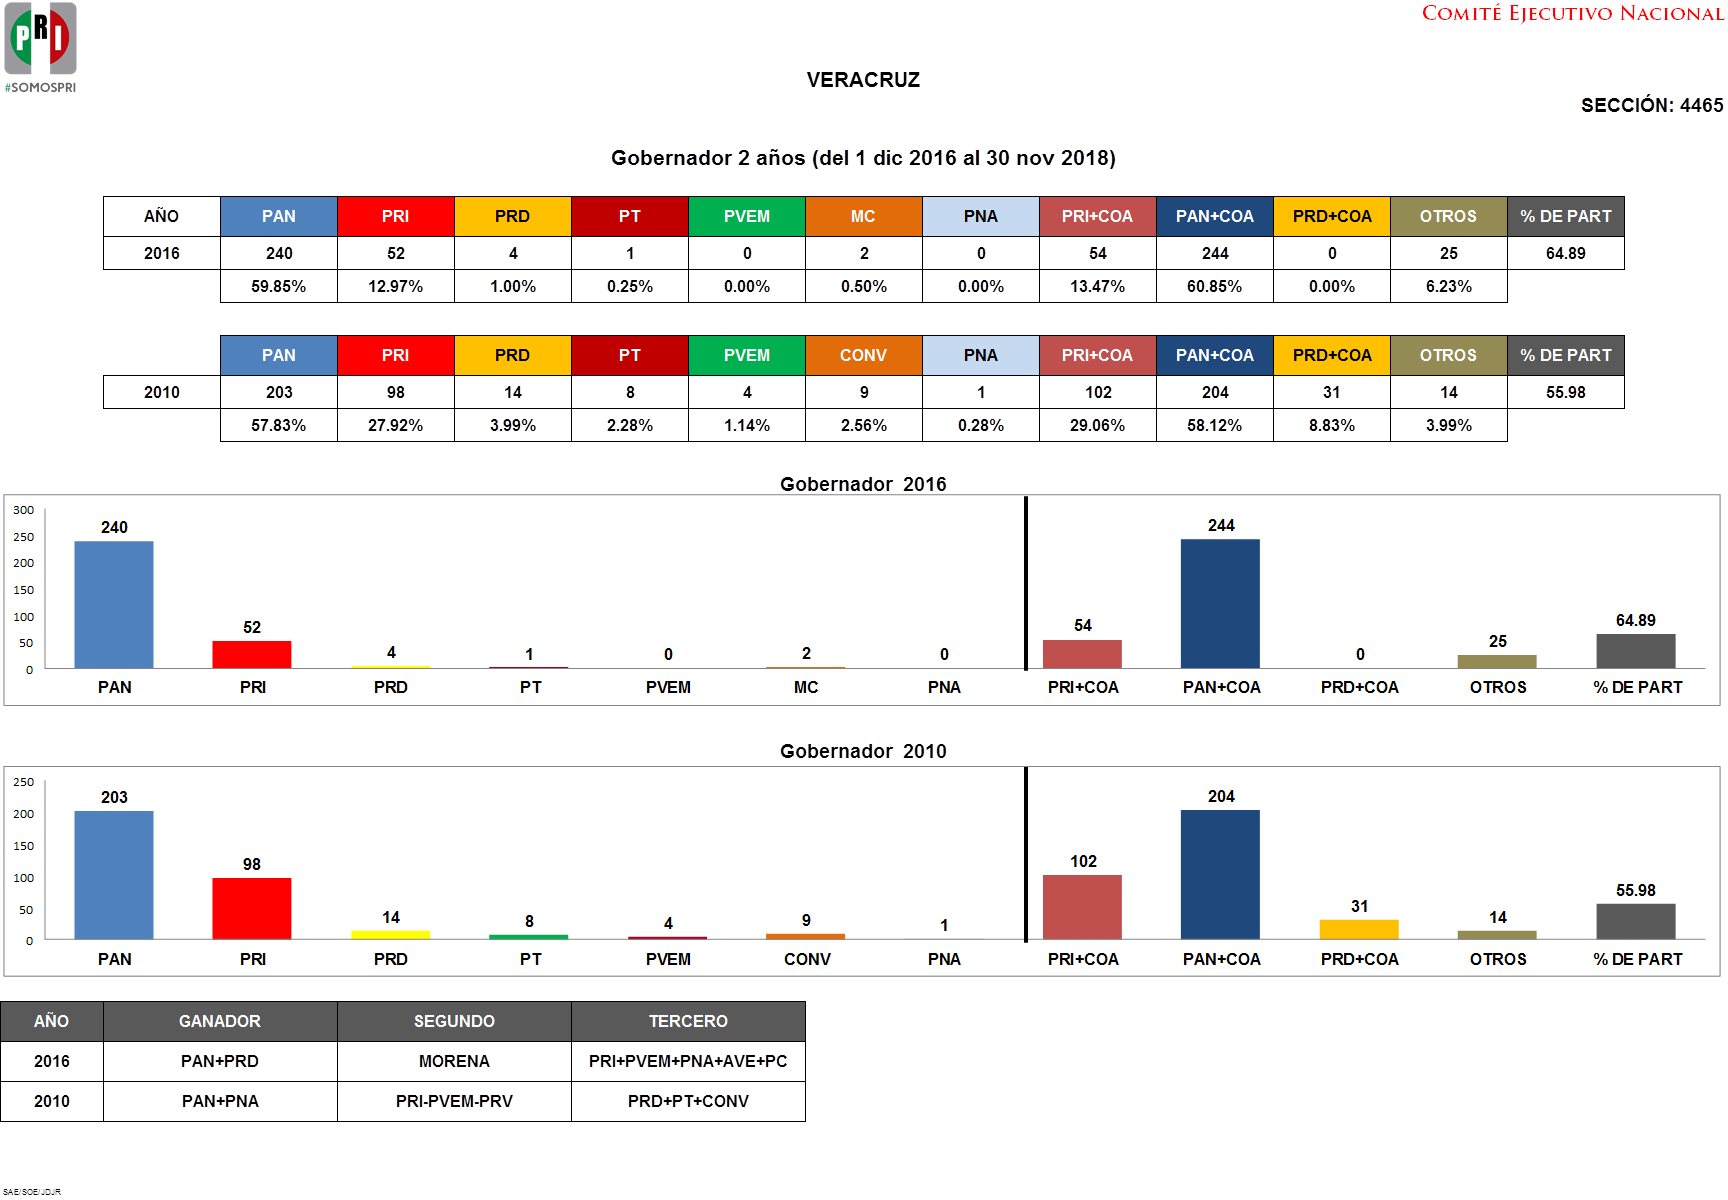 PRI
#SOMOSPRI
COMITÉ EJECUTIVO NACIONAL
VERACRUZ
SECCIÓN: 4465
Gobernador 2 años (del 1 dic 2016 al 30 nov 2018)
AÑO PAN PRI PRD PT PVEM MC PNA PRI+COA PAN+COA PRD+COA OTROS % DE PART
2016 240 52 4 1 0 2 0 54 244 0 25 64.89
59.85% 12.97% 1.00% 0.25% 0.00% 0.50% 0.00% 13.47% 60.85% 0.00% 6.23%
PAN PRI PRD PT PVEM CONV PNA PRI+COA PAN+COA PRD+COA OTROS % DE PART
2010 203 98 14 8 4 9 1 102 204 31 14 55.98
57.83% 27.92% 3.99% 2.28% 1.14% 2.56% 0.28% 29.06% 58.12% 8.83% 3.99%
Gobernador 2016
300
250
200
150
100
50
0
240 52 4 1 0 2 0 54 244 0 25 64.89
PAN PRI PRD PT PVEM MC PNA PRI+COA PAN+COA PRD+COA OTROS % DE PART
Gobernador 2010
250
200
150
100
50
0
203 98 14 8 4 9 1 102 204 31 14 55.98
PAN PRI PRD PT PVEM CONV PNA PRI+COA PAN+COA PRD+COA OTROS % DE PART
AÑO GANADOR SEGUNDO TERCERO
2016 PAN+PRD MORENA PRI+PVEM+PNA+AVE+PC
2010 PAN+PNA PRI-PVEM-PRV PRD+PT+CONV
SAE/SOE/JDJR